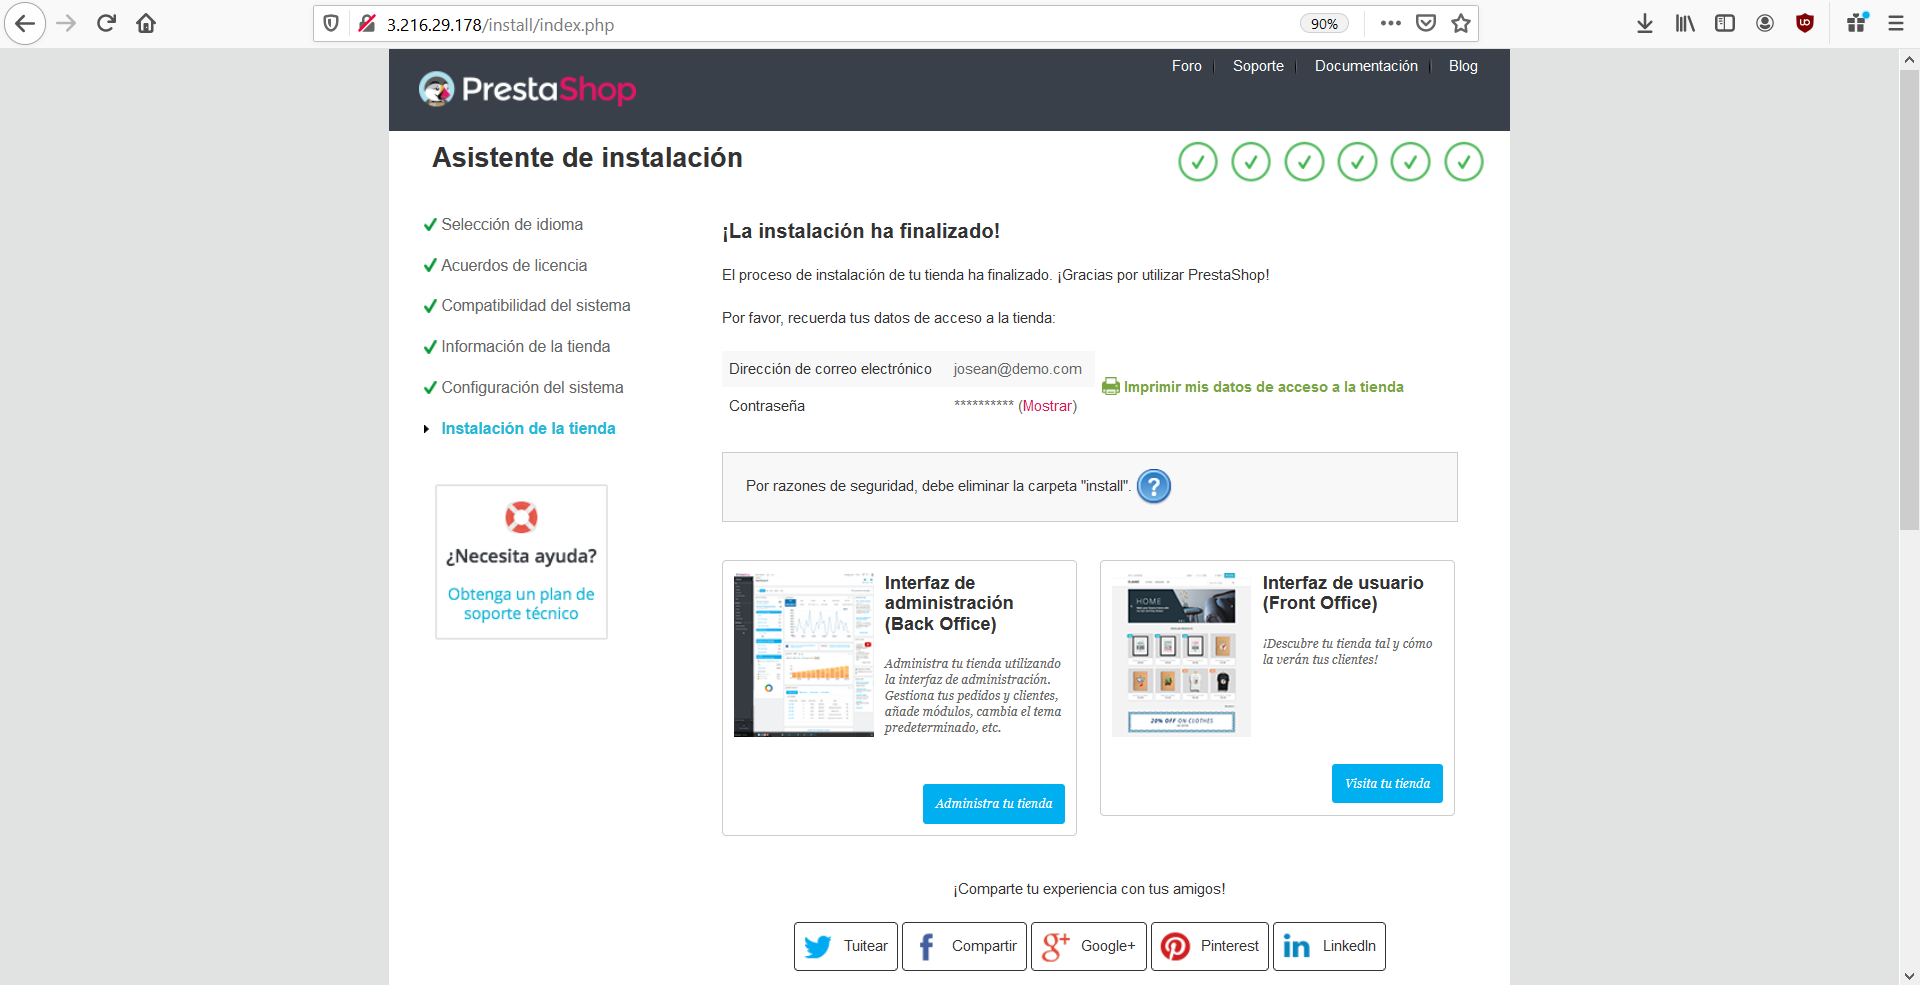 3.216.29.178/install/index.php
90%
PrestaShop
Foro
Soporte
Documentación
Blog
Asistente de instalación
Selección de idioma
Acuerdos de licencia
Compatibilidad del sistema
Información de la tienda
Configuración del sistema
Instalación de la tienda
¿Necesita ayuda?
Obtenga un plan de
soporte técnico
¡La instalación ha finalizado!
El proceso de instalación de tu tienda ha finalizado. ¡Gracias por utilizar PrestaShop!
Por favor, recuerda tus datos de acceso a la tienda:
Dirección de correo electrónico josean@demo.com
Contraseña ********** (Mostrar)
Imprimir mis datos de acceso a la tienda
Por razones de seguridad, debe eliminar la carpeta "install". ?
Interfaz de
administración
(Back Office)
Administra tu tienda utilizando
la interfaz de administración.
Gestiona tus pedidos y clientes,
añade módulos, cambia el tema
predeterminado, etc.
Administra tu tienda
HOME
20% OFF ON CLOTHES
Interfaz de usuario
(Front Office)
¡Descubre tu tienda tal y cómo
la verán tus clientes!
Visita tu tienda
¡Comparte tu experiencia con tus amigos!
Tuitear
Compartir
Google+
Pinterest
LinkedIn